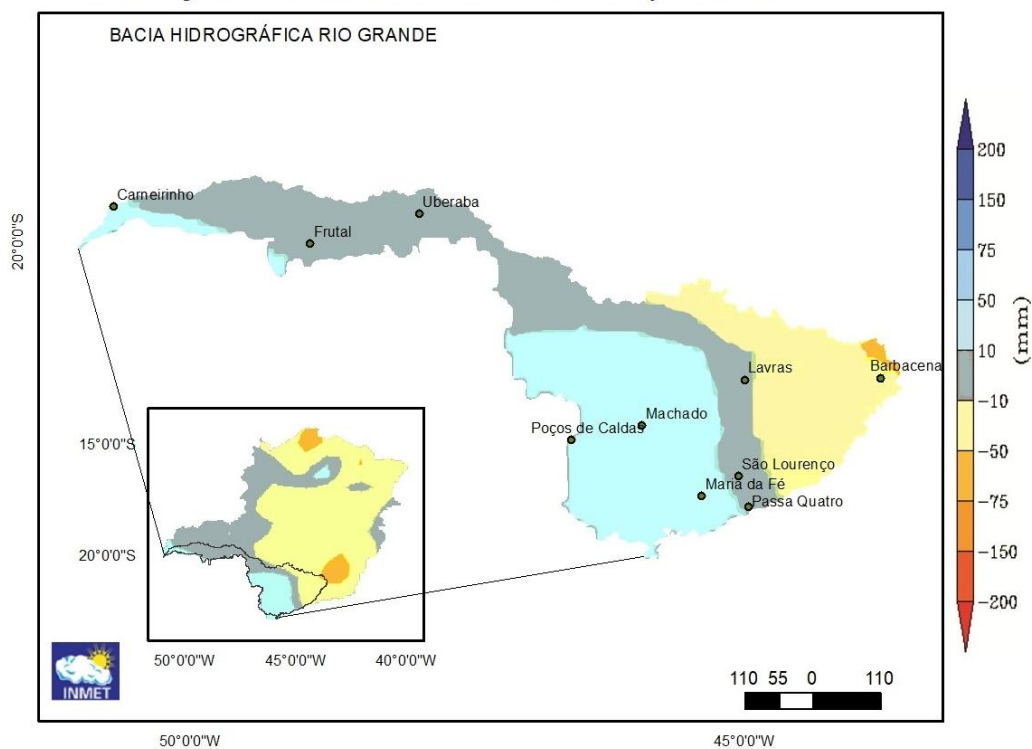 BACIA HIDROGRÁFICA RIO GRANDE
Carneirinho
Uberaba
Frutal
20°0'0"S
Lavras
Barbacena
Machado
Poços de Caldas
São Lourenço
Maria da Fé
Passa Quatro
15°0'0"S
20°0'0"S
50°0'0"W
45°0'0"W
40°0'0"W
INMET
110 55 0 110
50°0'0"W
45°0'0"W
200
150
75
50
10
-10
-50
-75
-150
-200
(mm)